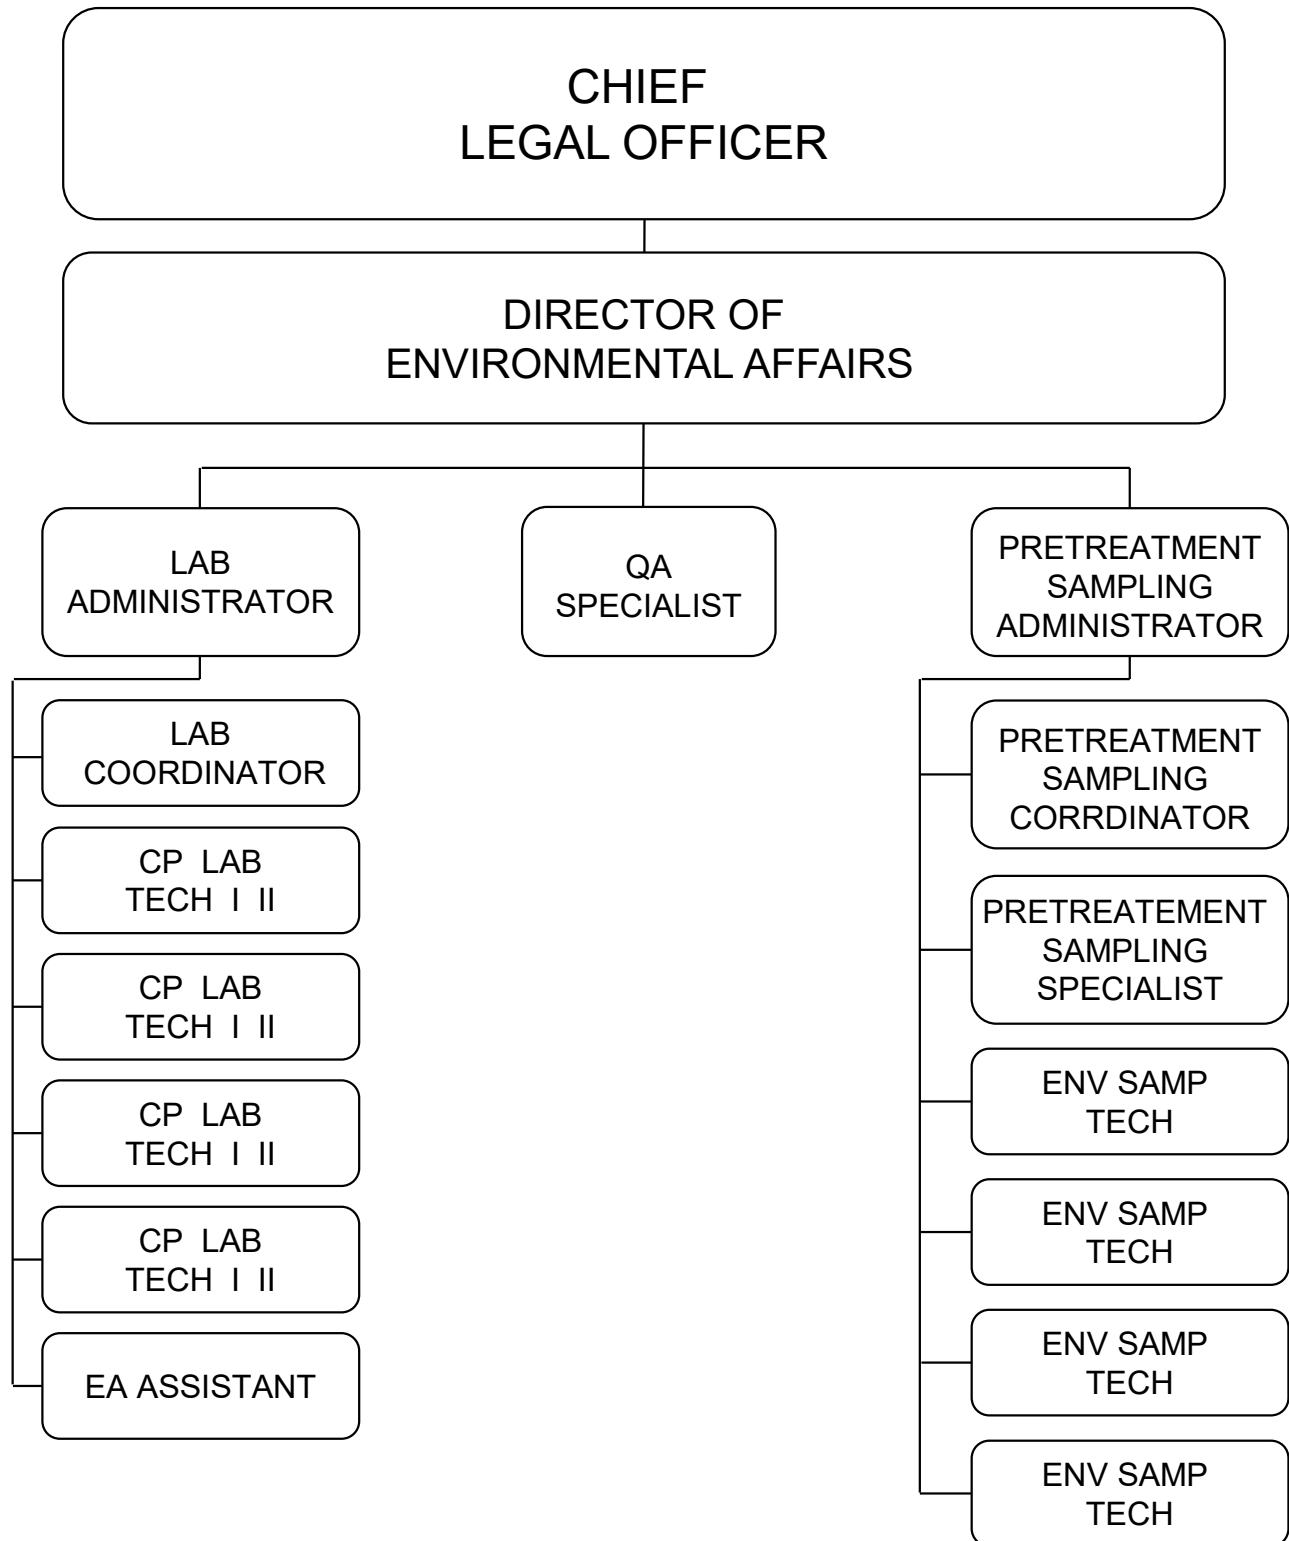 CHIEF
LEGAL OFFICER
DIRECTOR OF
ENVIRONMENTAL AFFAIRS
LAB
ADMINISTRATOR
QA
SPECIALIST
PRETREATMENT
SAMPLING
ADMINISTRATOR
LAB
COORDINATOR
CP LAB
TECH I II
CP LAB
TECH I II
CP LAB
TECH I II
CP LAB
TECH I II
EA ASSISTANT
PRETREATMENT
SAMPLING
CORRDINATOR
PRETREATEMENT
SAMPLING
SPECIALIST
ENV SAMP
TECH
ENV SAMP
TECH
ENV SAMP
TECH
ENV SAMP
TECH